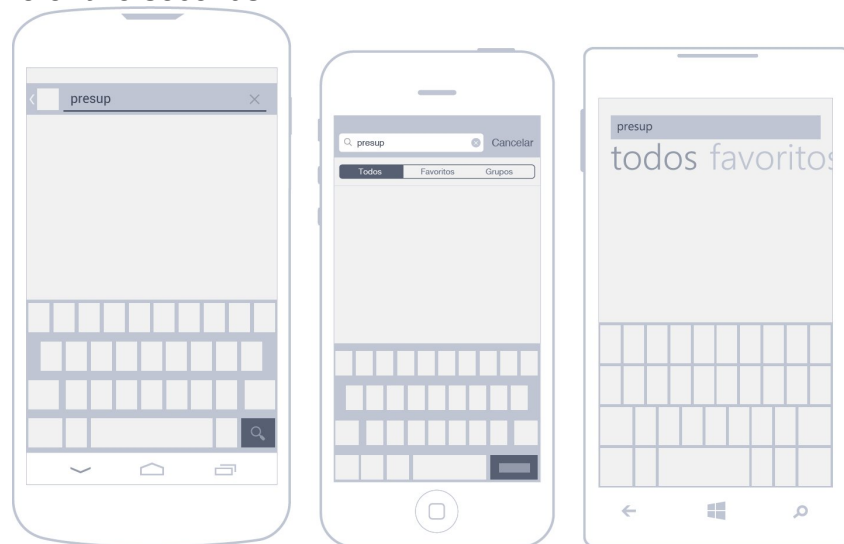 presup
presup
Cancelar
Todos
Favoritos
Grupos
presup
todos favoritos